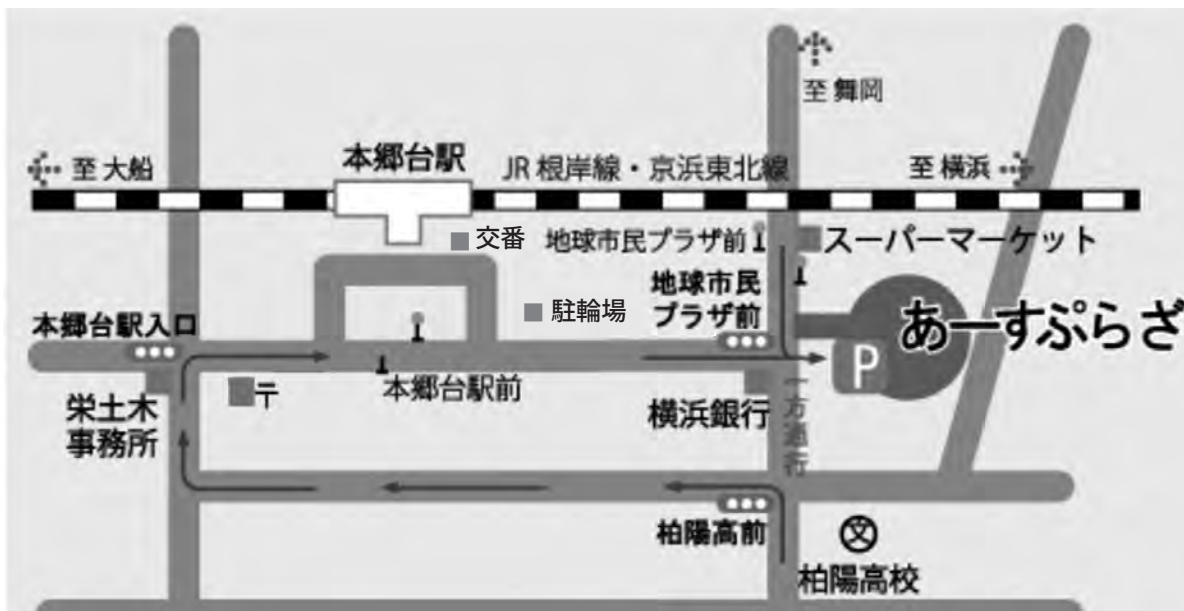 至 舞岡
本郷台駅
至 大船
JR 根岸線・京浜東北線
至 横浜
交番
地球市民プラザ前
スーパーマーケット
地球市民
プラザ前
駐輪場
あーすぷらざ
本郷台駅入口
P
〒
本郷台駅前
栄土木
事務所
横浜銀行
一方通行
柏陽高前
文
柏陽高校